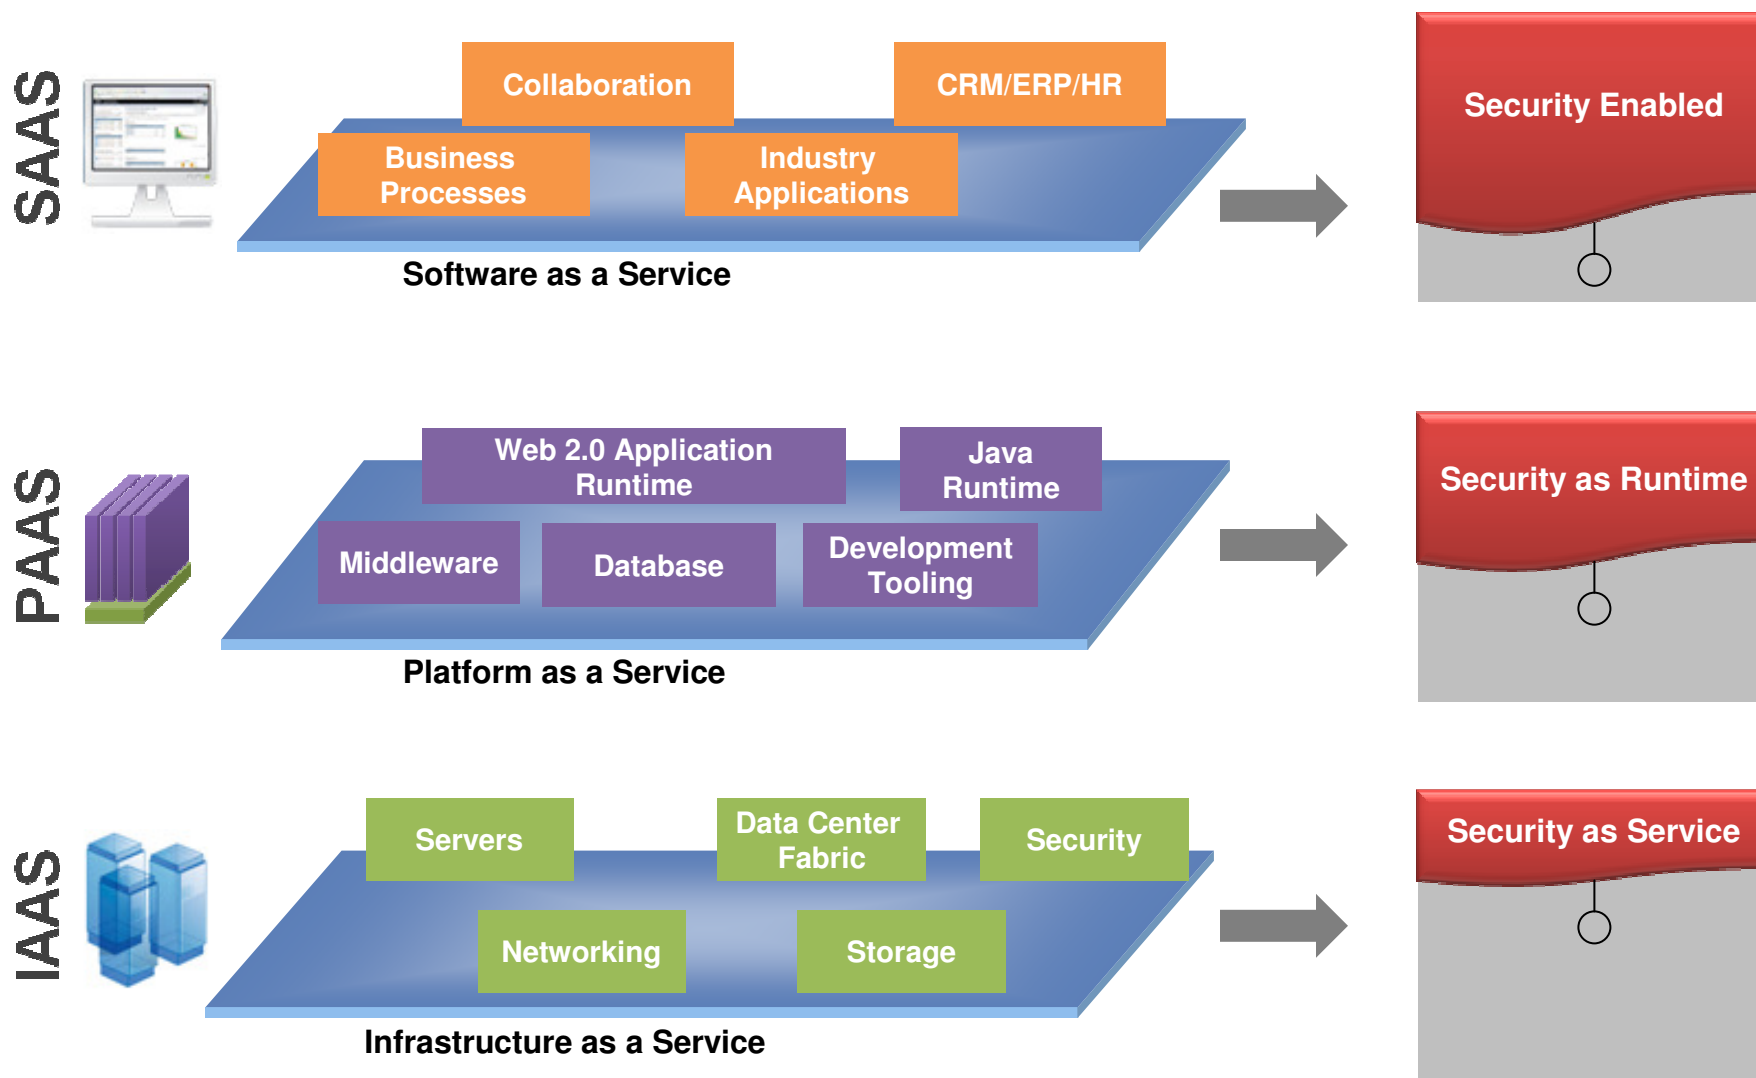 SAAS
Collaboration
CRM/ERP/HR
Business
Processes
Industry
Applications
Software as a Service
Security Enabled
PAAS
Web 2.0 Application
Runtime
Java
Runtime
Middleware
Database
Development
Tooling
Platform as a Service
Security as Runtime
IAAS
Servers
Data Center
Fabric
Security
Networking
Storage
Infrastructure as a Service
Security as Service